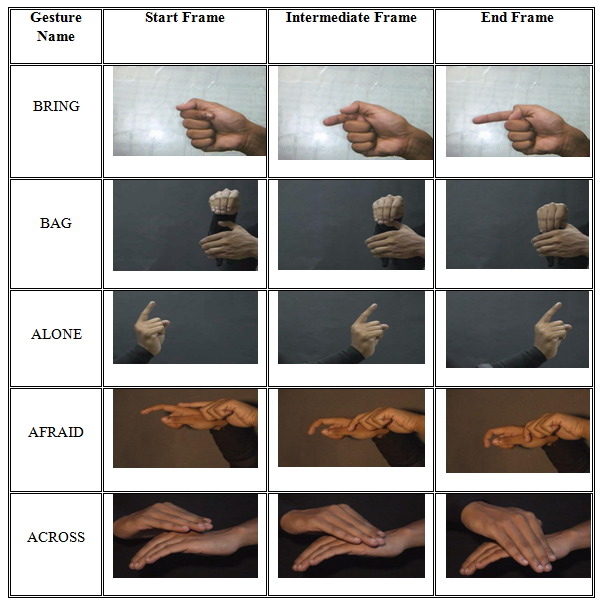 Gesture Name
Start Frame
Intermediate Frame
End Frame
BRING
BAG
ALONE
AFRAID
ACROSS